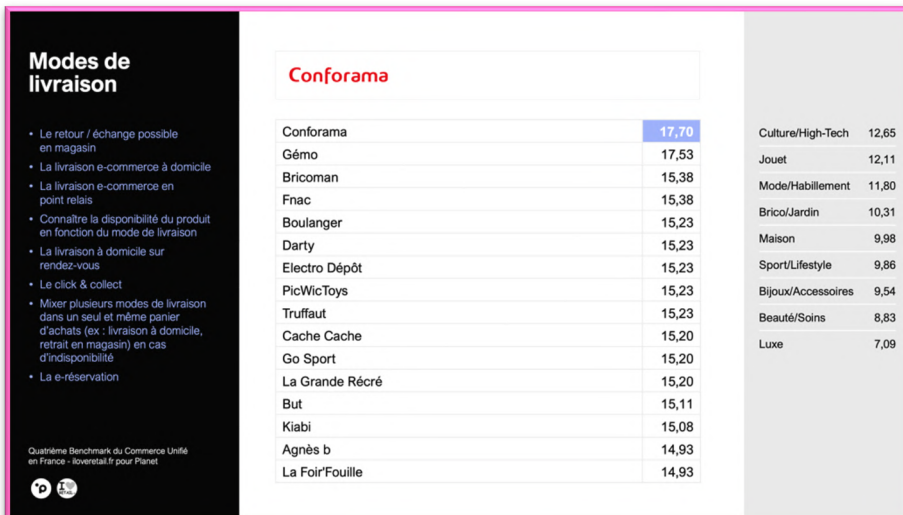 Modes de
livraison
• Le retour / échange possible
en magasin
• La livraison e-commerce à domicile
• La livraison e-commerce en
point relais
• Connaître la disponibilité du produit
en fonction du mode de livraison
• La livraison à domicile sur
rendez-vous
• Le click & collect
• Mixer plusieurs modes de livraison
dans un seul et même panier
d'achats (ex : livraison à domicile,
retrait en magasin) en cas
d'indisponibilité
• La e-réservation
Quatrième Benchmark du Commerce Unifié
en France - iloveretail.fr pour Planet
Conforama
Conforama 17,70
Gémo 17,53
Bricoman 15,38
Fnac 15,38
Boulanger 15,23
Darty 15,23
Electro Dépôt 15,23
PicWicToys 15,23
Truffaut 15,23
Cache Cache 15,20
Go Sport 15,20
La Grande Récré 15,20
But 15,11
Kiabi 15,08
Agnès b 14,93
La Foir'Fouille 14,93
Culture/High-Tech 12,65
Jouet 12,11
Mode/Habillement 11,80
Brico/Jardin 10,31
Maison 9,98
Sport/Lifestyle 9,86
Bijoux/Accessoires 9,54
Beauté/Soins 8,83
Luxe 7,09